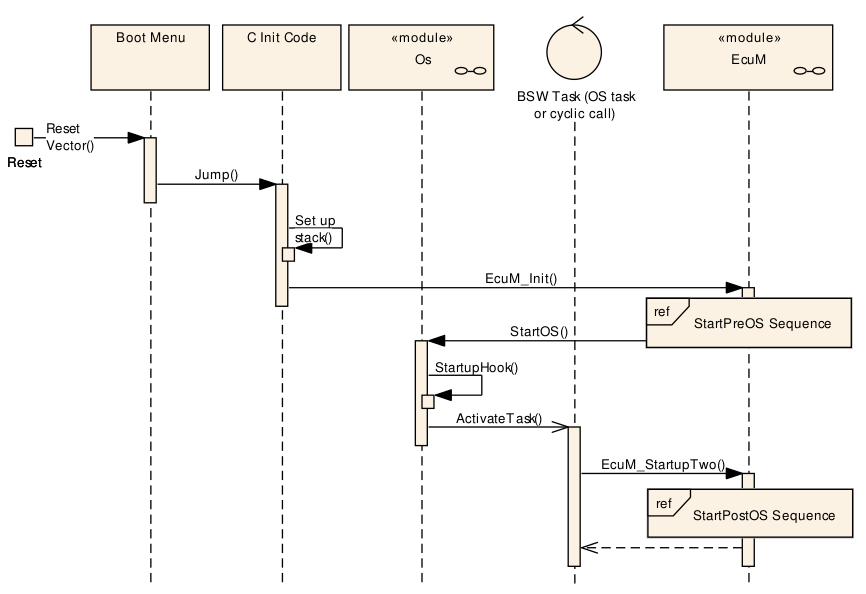 Boot Menu
C Init Code
«module»
Os
BSW Task (OS task
or cyclic call)
«module»
EcuM
Reset
Vector()
Reset
Jump()
Set up
stack()
EcuM_Init()
ref
StartPreOS Sequence
StartOS()
StartupHook()
ActivateTask()
EcuM_StartupTwo()
ref
StartPostOS Sequence